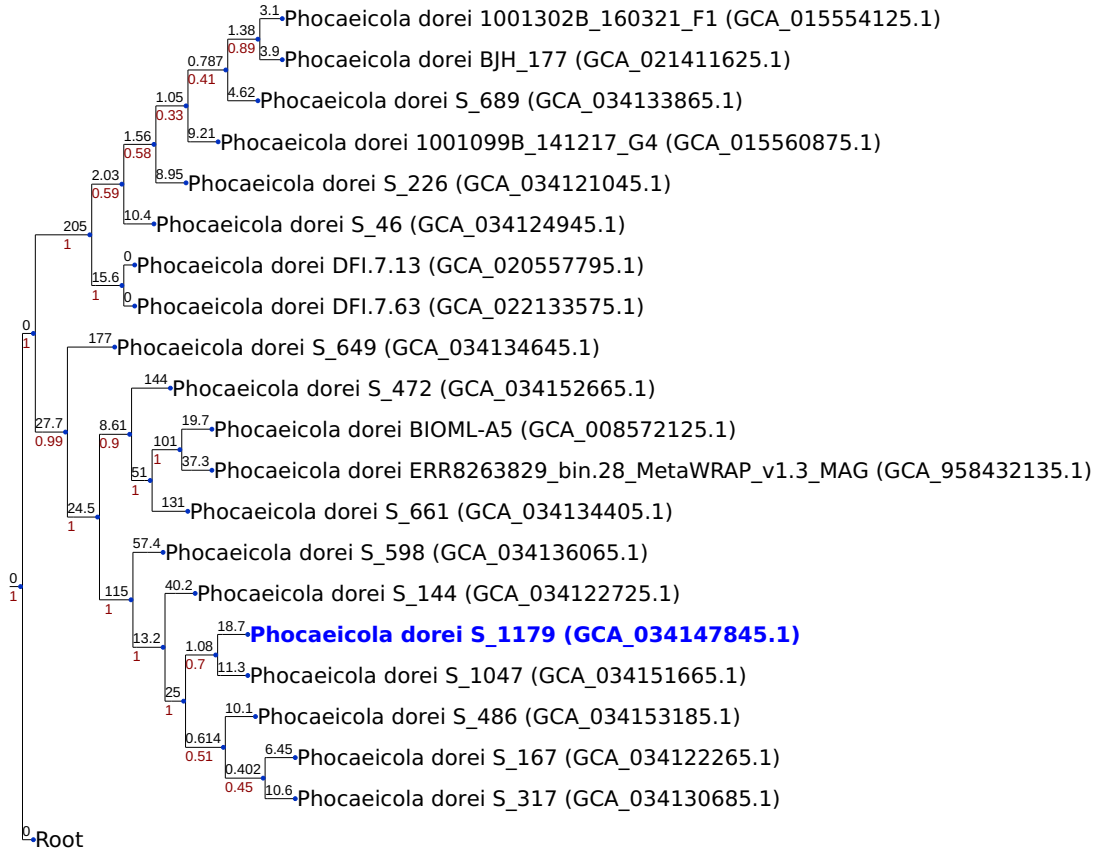 3.1 Phocaeicola dorei 1001302B_160321_F1 (GCA_015554125.1)
1.38
0.89
3.9 Phocaeicola dorei BJH_177 (GCA_021411625.1)
0.787
0.41
4.62 Phocaeicola dorei S_689 (GCA_034133865.1)
1.05
0.33
9.21 Phocaeicola dorei 1001099B_141217_G4 (GCA_015560875.1)
1.56
0.58
8.95 Phocaeicola dorei S_226 (GCA_034121045.1)
2.03
0.59
10.4 Phocaeicola dorei S_46 (GCA_034124945.1)
205
1
0 Phocaeicola dorei DFI.7.13 (GCA_020557795.1)
15.6
1
0 Phocaeicola dorei DFI.7.63 (GCA_022133575.1)
0
1
177 Phocaeicola dorei S_649 (GCA_034134645.1)
144 Phocaeicola dorei S_472 (GCA_034152665.1)
27.7
0.99
8.61
0.9
19.7 Phocaeicola dorei BIOML-A5 (GCA_008572125.1)
101
1
37.3 Phocaeicola dorei ERR8263829_bin.28_MetaWRAP_v1.3_MAG (GCA_958432135.1)
51
1
131 Phocaeicola dorei S_661 (GCA_034134405.1)
24.5
1
57.4 Phocaeicola dorei S_598 (GCA_034136065.1)
0
1
115
1
40.2 Phocaeicola dorei S_144 (GCA_034122725.1)
18.7 Phocaeicola dorei S_1179 (GCA_034147845.1)
13.2
1
1.08
0.7
11.3 Phocaeicola dorei S_1047 (GCA_034151665.1)
25
1
10.1 Phocaeicola dorei S_486 (GCA_034153185.1)
0.614
0.51
6.45 Phocaeicola dorei S_167 (GCA_034122265.1)
0.402
0.45
10.6 Phocaeicola dorei S_317 (GCA_034130685.1)
0 Root